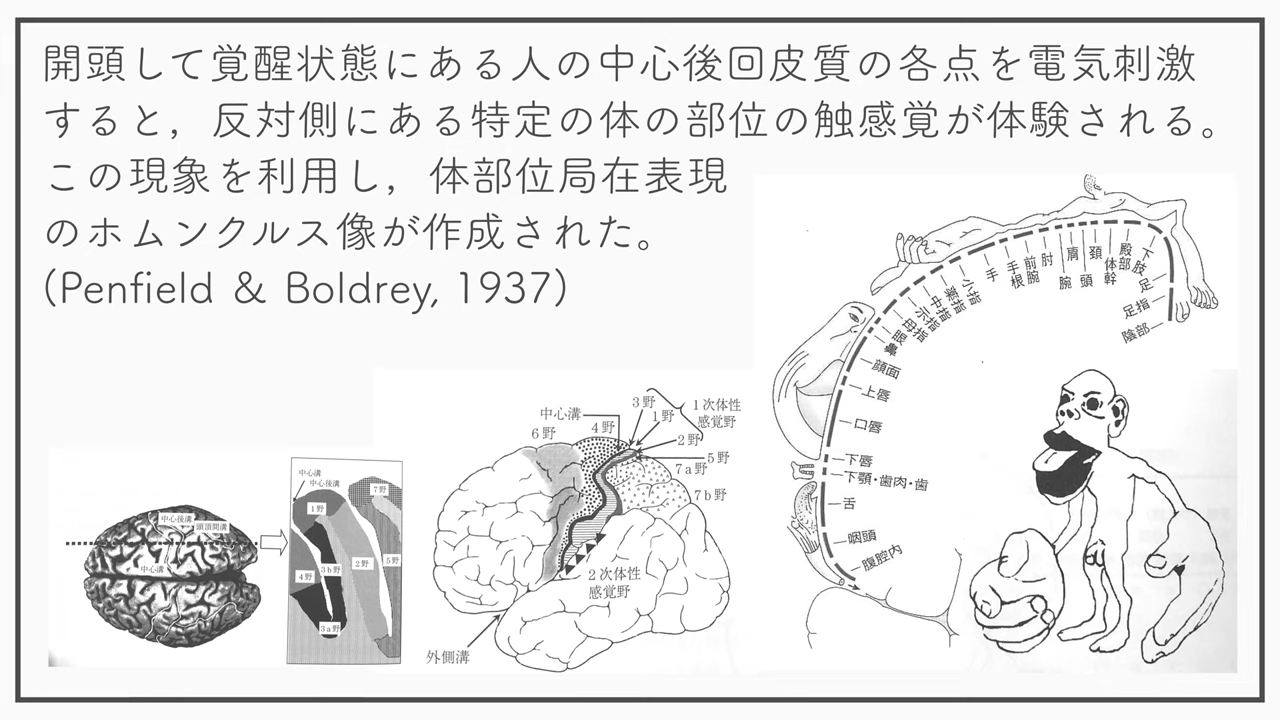 開頭して覚醒状態にある人の中心後回皮質の各点を電気刺激
すると，反対側にある特定の体の部位の触感覚が体験される。
この現象を利用し，体部位局在表現
のホムンクルス像が作成された。
(Penfield & Boldrey, 1937)
中心後溝
頭頂間溝
中心溝
中心溝
中心後溝
7野
1野
4野
3b野
2野
5野
3a野
中心溝
6野
4野
3野
1野
1次体性
感覚野
2野
5野
7a野
7b野
2次体性
感覚野
外側溝
陰部
足指
足
下肢
殿部
体幹
頚
頭
肩
腕
肘
前腕
手根
手
小指
薬指
中指
示指
母指
眼
鼻
顔面
上唇
口唇
下唇
下顎・歯肉・歯
舌
咽頭
腹腔内